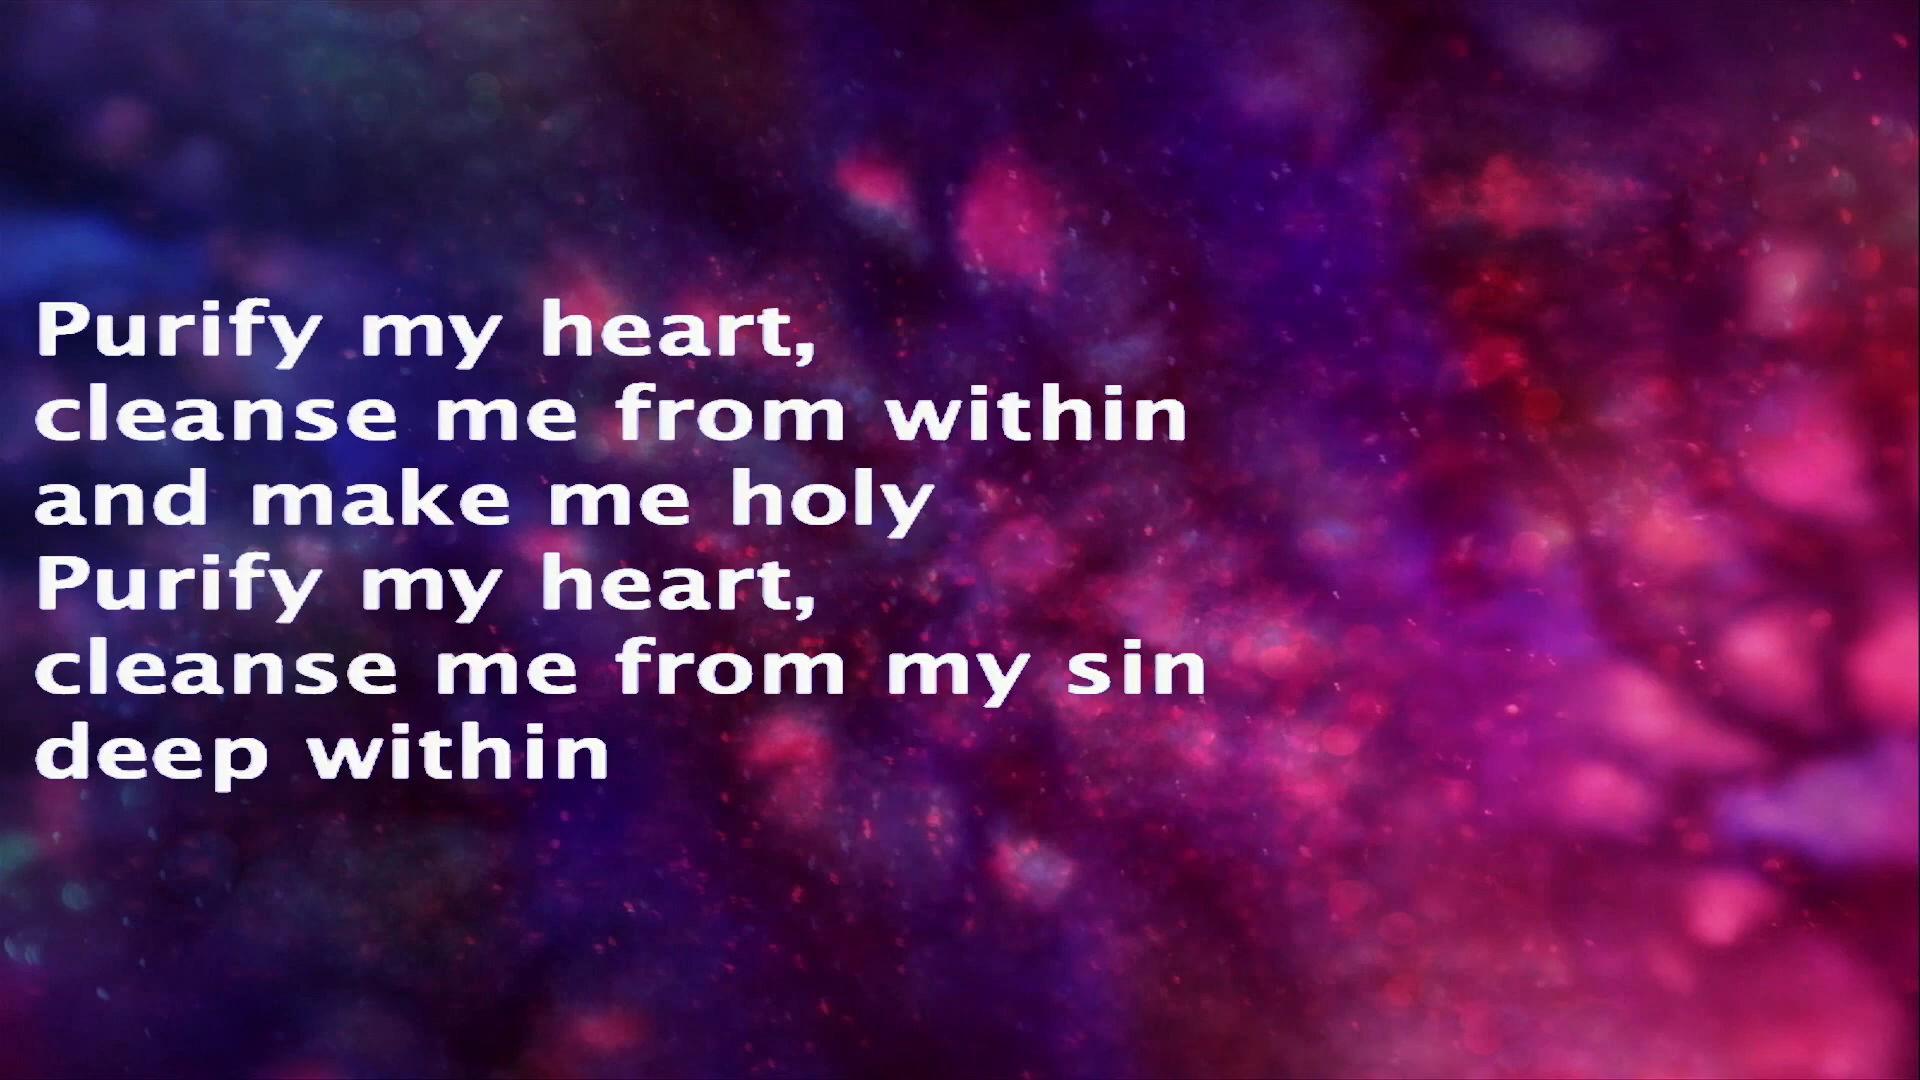 Purify my heart,
cleanse me from within
and make me holy
Purify my heart,
cleanse me from my sin
deep within